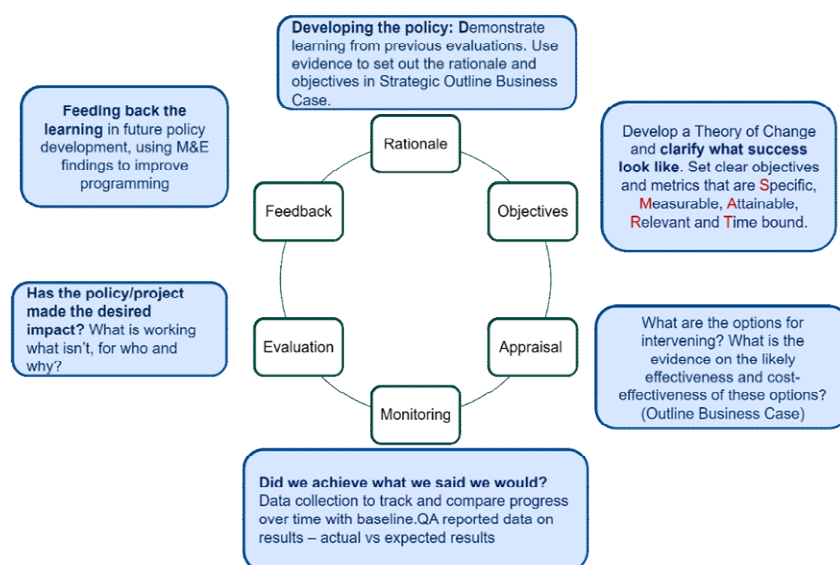 Developing the policy: Demonstrate
learning from previous evaluations. Use
evidence to set out the rationale and
objectives in Strategic Outline Business
Case.
Feeding back the
learning in future policy
development, using M&E
findings to improve
programming
Rationale
Develop a Theory of Change
and clarify what success
look like. Set clear objectives
and metrics that are Specific,
Measurable, Attainable,
Relevant and Time bound.
Feedback
Objectives
Has the policy/project
made the desired
impact? What is working
what isn't, for who and
why?
Evaluation
Appraisal
What are the options for
intervening? What is the
evidence on the likely
effectiveness and cost-
effectiveness of these options?
(Outline Business Case)
Monitoring
Did we achieve what we said we would?
Data collection to track and compare progress
over time with baseline.QA reported data on
results – actual vs expected results